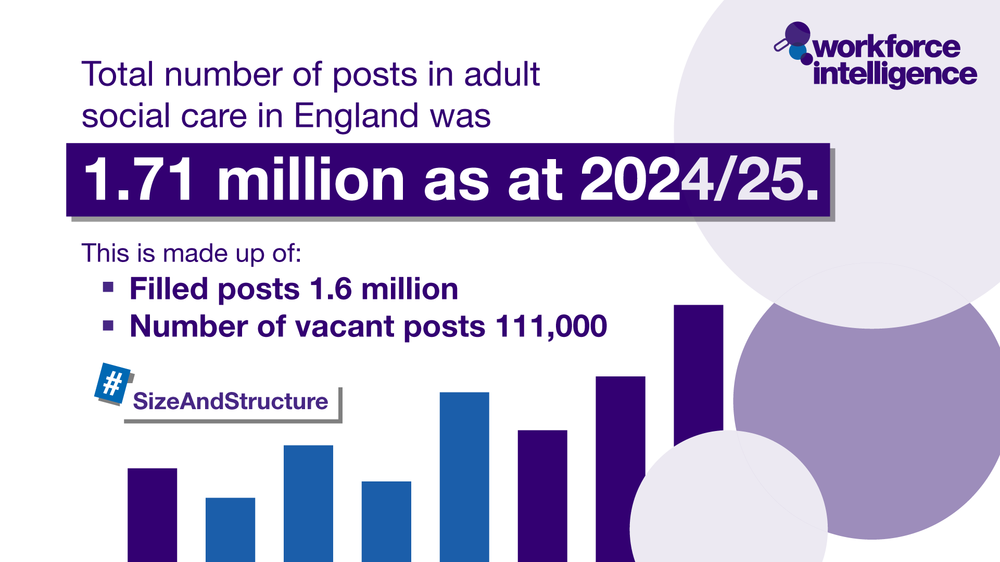 workforce
intelligence
Total number of posts in adult
social care in England was
1.71 million as at 2024/25.
This is made up of:
▪ Filled posts 1.6 million
▪ Number of vacant posts 111,000
#SizeAndStructure